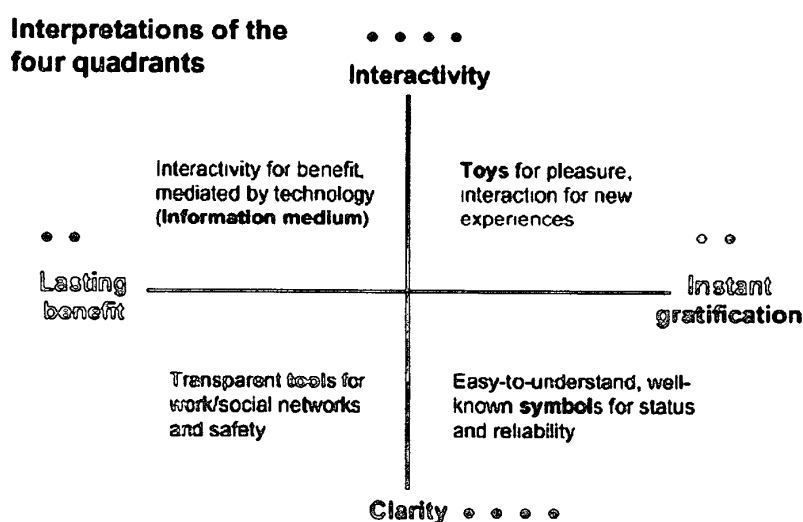 Interpretations of the
four quadrants
Interactivity
Interactivity for benefit,
mediated by technology
(Information medium)
Toys for pleasure,
interaction for new
experiences
Lasting
benefit
Instant
gratification
Transparent tools for
work/social networks
and safety
Easy-to-understand, well-
known symbols for status
and reliability
Clarity